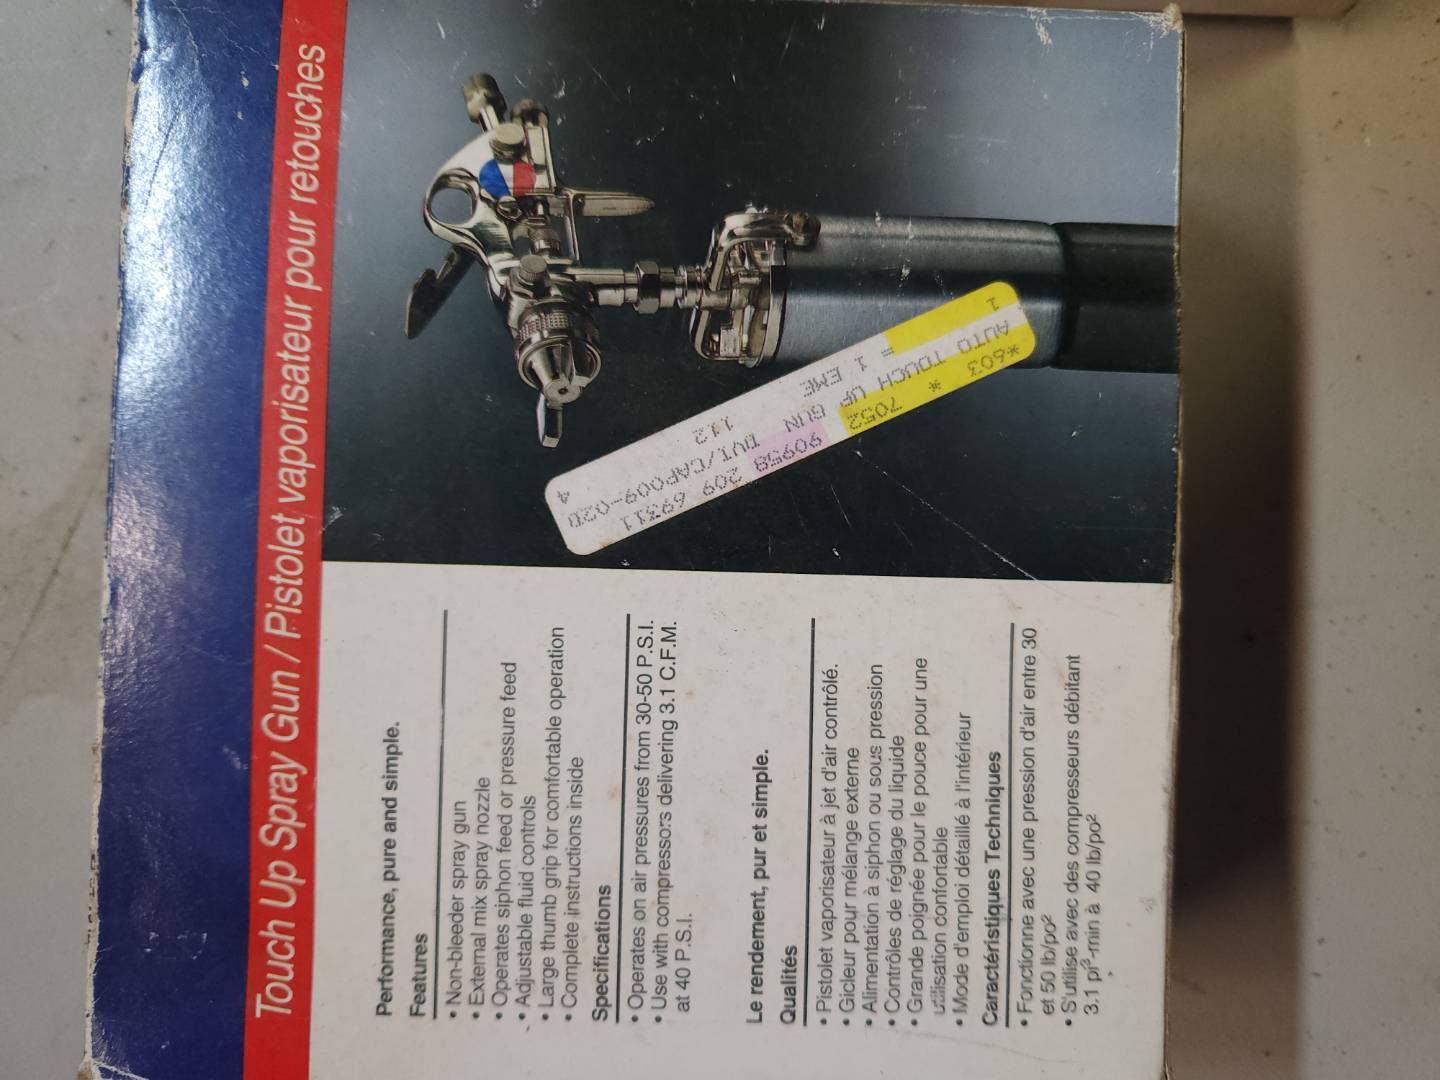 Touch Up Spray Gun / Pistolet vaporisateur pour retouches
Performance, pure and simple.
Features
• Non-bleeder spray gun
• External mix spray nozzle
• Operates siphon feed or pressure feed
• Adjustable fluid controls
• Large thumb grip for comfortable operation
• Complete instructions inside
Specifications
• Operates on air pressures from 30-50 P.S.I.
• Use with compressors delivering 3.1 C.F.M.
at 40 P.S.I.
Le rendement, pur et simple.
Qualités
• Pistolet vaporisateur à jet d'air contrôlé.
• Gicleur pour mélange externe
• Alimentation à siphon ou sous pression
• Contrôles de réglage du liquide
• Grande poignée pour le pouce pour une
utilisation confortable
• Mode d'emploi détaillé à l'intérieur
Caractéristiques Techniques
• Fonctionne avec une pression d'air entre 30
et 50 lb/po²
• S'utilise avec des compresseurs débitant
3.1 pi³-min à 40 lb/po²
*603 * 7052 90958 209 69311
AUTO TOUCH UP GUN DVI/CAP009-02D
1 = 1 EME 112 4